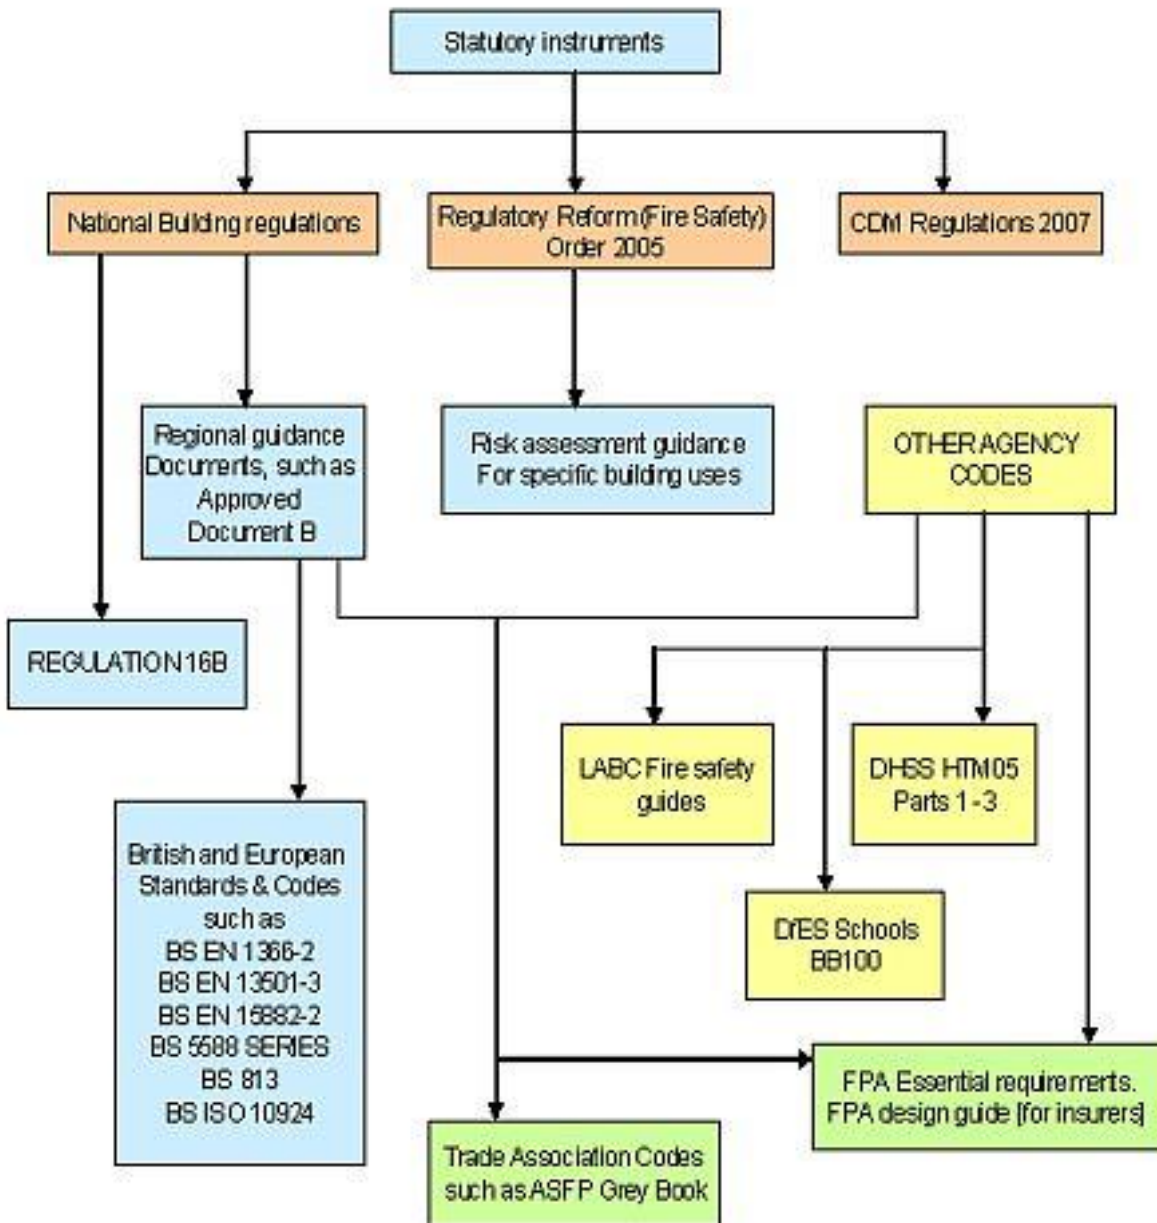 Statutory instruments
National Building regulations
Regulatory Reform (Fire Safety)
Order 2005
CDM Regulations 2007
Regional guidance
Documents, such as
Approved
Document B
Risk assessment guidance
For specific building uses
OTHER AGENCY
CODES
REGULATION 16B
LABC Fire safety
guides
DHSS HTM05
Parts 1 -3
British and European
Standards & Codes
such as
BS EN 1366-2
BS EN 13501-3
BS EN 15882-2
BS 5588 SERIES
BS 813
BS ISO 10924
DfES Schools
BB100
FPA Essential requirements.
FPA design guide [for insurers]
Trade Association Codes
such as ASFP Grey Book